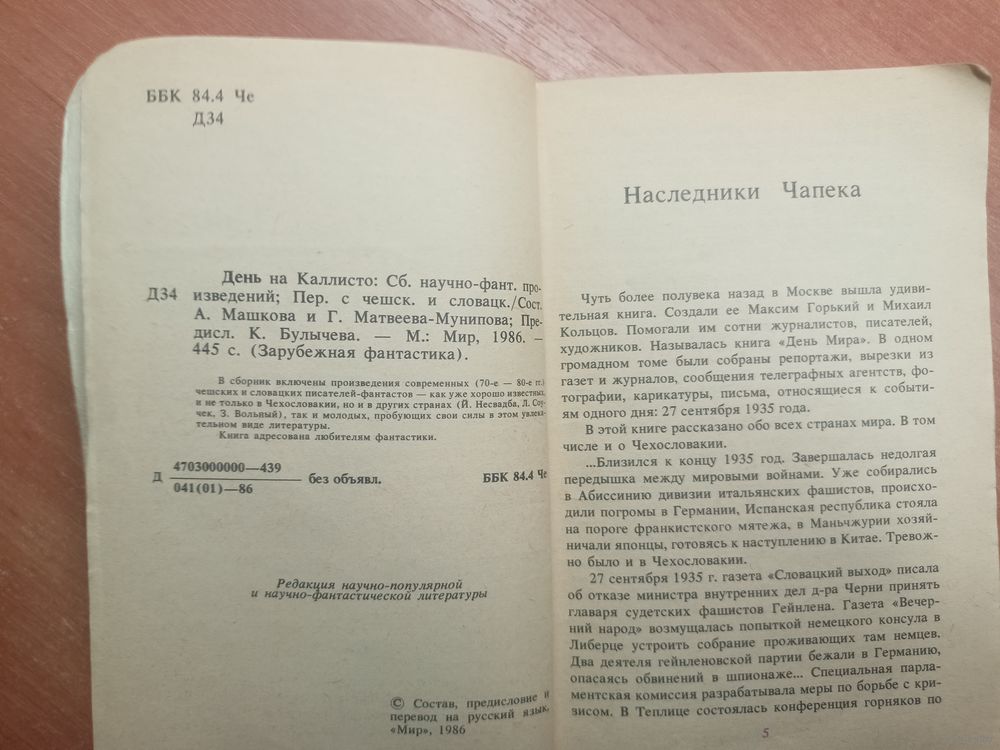 ББК 84.4 Че
Д34
День на Каллисто: Сб. научно-фант. про-
Д34 изведений; Пер. с чешск. и словацк./Сост.
А. Машкова и Г. Матвеева-Мунипова; Пре-
дисл. К. Булычева. — М.: Мир, 1986. —
445 с. (Зарубежная фантастика).
В сборник включены произведения современных (70-е — 80-е гг.)
чешских и словацких писателей-фантастов — как уже хорошо известных,
и не только в Чехословакии, но и в других странах (Й. Несвадба, Л. Соу-
чек, З. Вольный), так и молодых, пробующих свои силы в этом увлека-
тельном виде литературы.
Книга адресована любителям фантастики.
Д 4703000000—439
041(01)—86 без объявл. ББК 84.4 Че
Редакция научно-популярной
и научно-фантастической литературы
© Состав, предисловие и
перевод на русский язык,
«Мир», 1986
Наследники Чапека
Чуть более полувека назад в Москве вышла удиви-
тельная книга. Создали ее Максим Горький и Михаил
Кольцов. Помогали им сотни журналистов, писателей,
художников. Называлась книга «День Мира». В одном
громадном томе были собраны репортажи, вырезки из
газет и журналов, сообщения телеграфных агентств, фо-
тографии, карикатуры, письма, относящиеся к событи-
ям одного дня: 27 сентября 1935 года.
В этой книге рассказано обо всех странах мира. В том
числе и о Чехословакии.
...Близился к концу 1935 год. Завершалась недолгая
передышка между мировыми войнами. Уже собирались
в Абиссинию дивизии итальянских фашистов, происхо-
дили погромы в Германии, Испанская республика стояла
на пороге франкистского мятежа, в Маньчжурии хозяй-
ничали японцы, готовясь к наступлению в Китае. Тревож-
но было и в Чехословакии.
27 сентября 1935 г. газета «Словацкий выход» писала
об отказе министра внутренних дел д-ра Черни принять
главаря судетских фашистов Гейнлена. Газета «Вечер-
ний народ» возмущалась попыткой немецкого консула в
Либерце устроить собрание проживающих там немцев.
Два деятеля гейнленовской партии бежали в Германию,
опасаясь обвинений в шпионаже... Специальная парла-
ментская комиссия разрабатывала меры по борьбе с кри-
зисом. В Теплице состоялась конференция горняков по
5